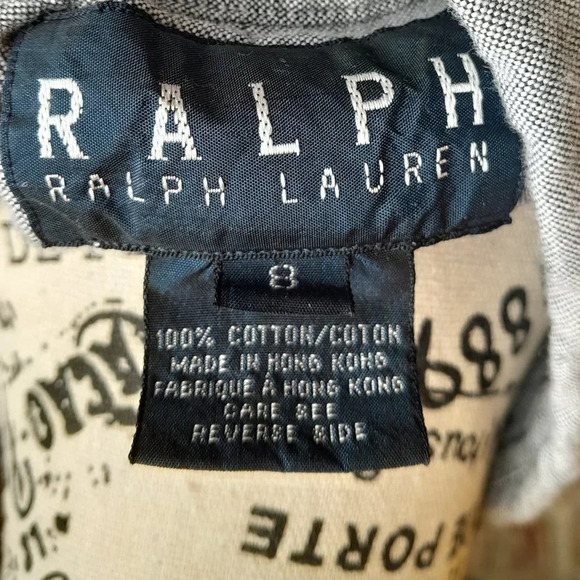 RALPH
RALPH LAUREN
8
100% COTTON/COTON
MADE IN HONG KONG
FABRIQUE À HONG KONG
CARE SEE
REVERSE SIDE
PORTE